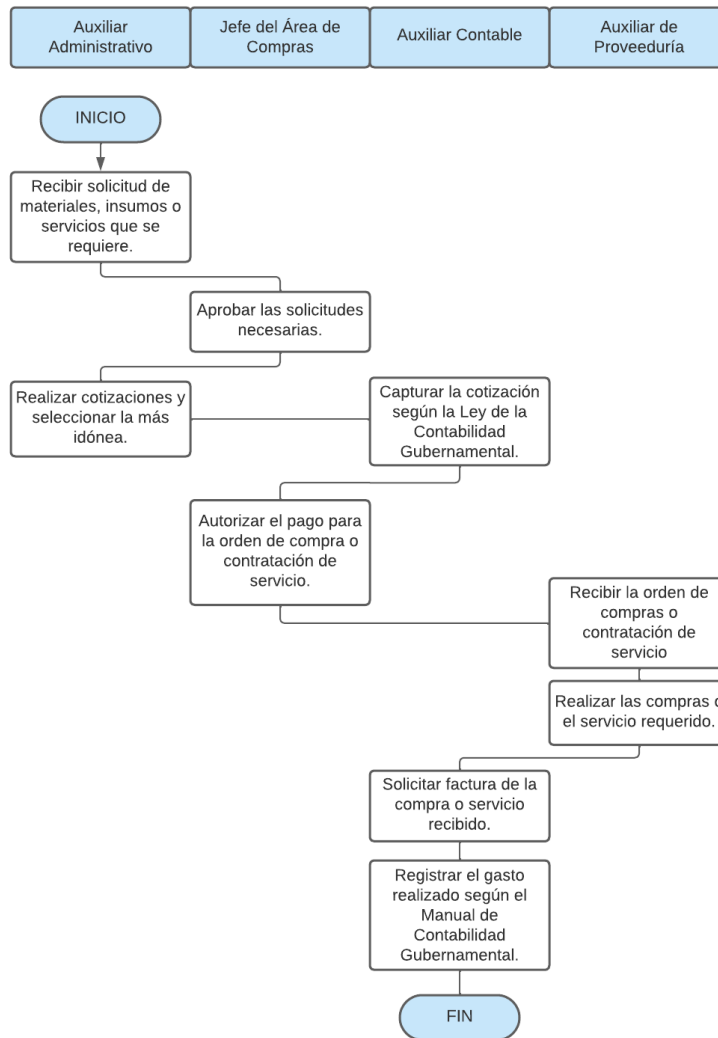 Auxiliar
Administrativo
Jefe del Área de
Compras
Auxiliar Contable
Auxiliar de
Proveeduría
INICIO
Recibir solicitud de
materiales, insumos o
servicios que se
requiere.
Aprobar las solicitudes
necesarias.
Realizar cotizaciones y
seleccionar la más
idónea.
Capturar la cotización
según la Ley de la
Contabilidad
Gubernamental.
Autorizar el pago para
la orden de compra o
contratación de
servicio.
Recibir la orden de
compras o
contratación de
servicio
Realizar las compras o
el servicio requerido.
Solicitar factura de la
compra o servicio
recibido.
Registrar el gasto
realizado según el
Manual de
Contabilidad
Gubernamental.
FIN